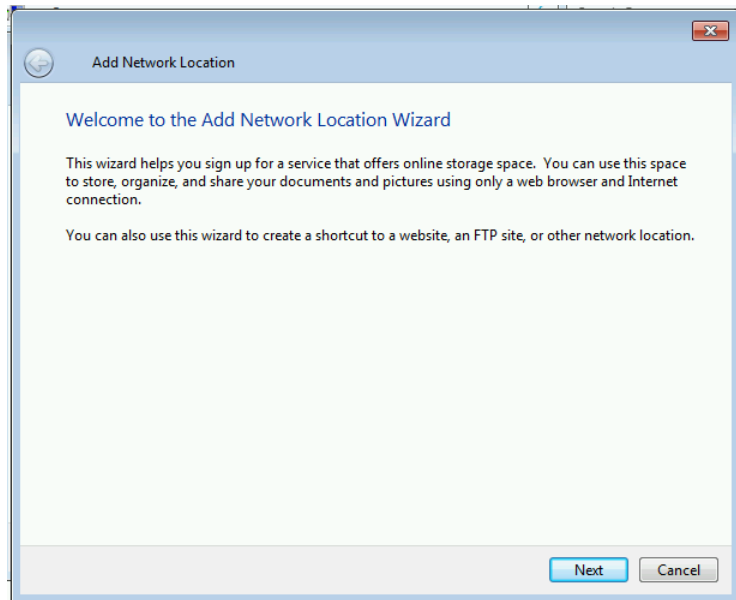 Add Network Location
Welcome to the Add Network Location Wizard
This wizard helps you sign up for a service that offers online storage space.  You can use this space
to store, organize, and share your documents and pictures using only a web browser and Internet
connection.
You can also use this wizard to create a shortcut to a website, an FTP site, or other network location.
Next
Cancel